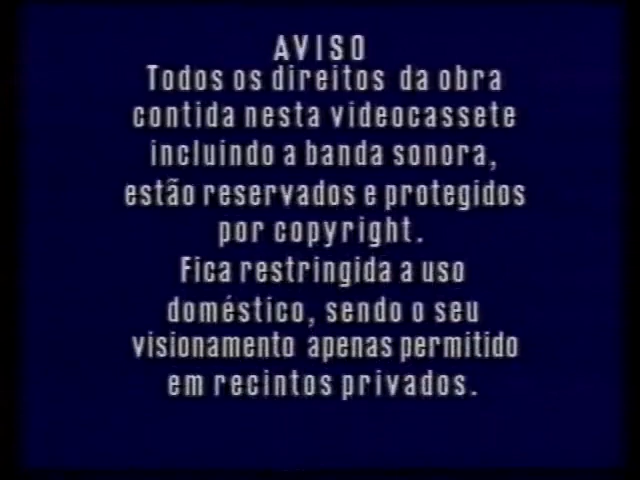 AVISO
Todos os direitos da obra
contida nesta videocassete
incluindo a banda sonora,
estão reservados e protegidos
por copyright.
Fica restringida a uso
doméstico, sendo o seu
visionamento apenas permitido
em recintos privados.